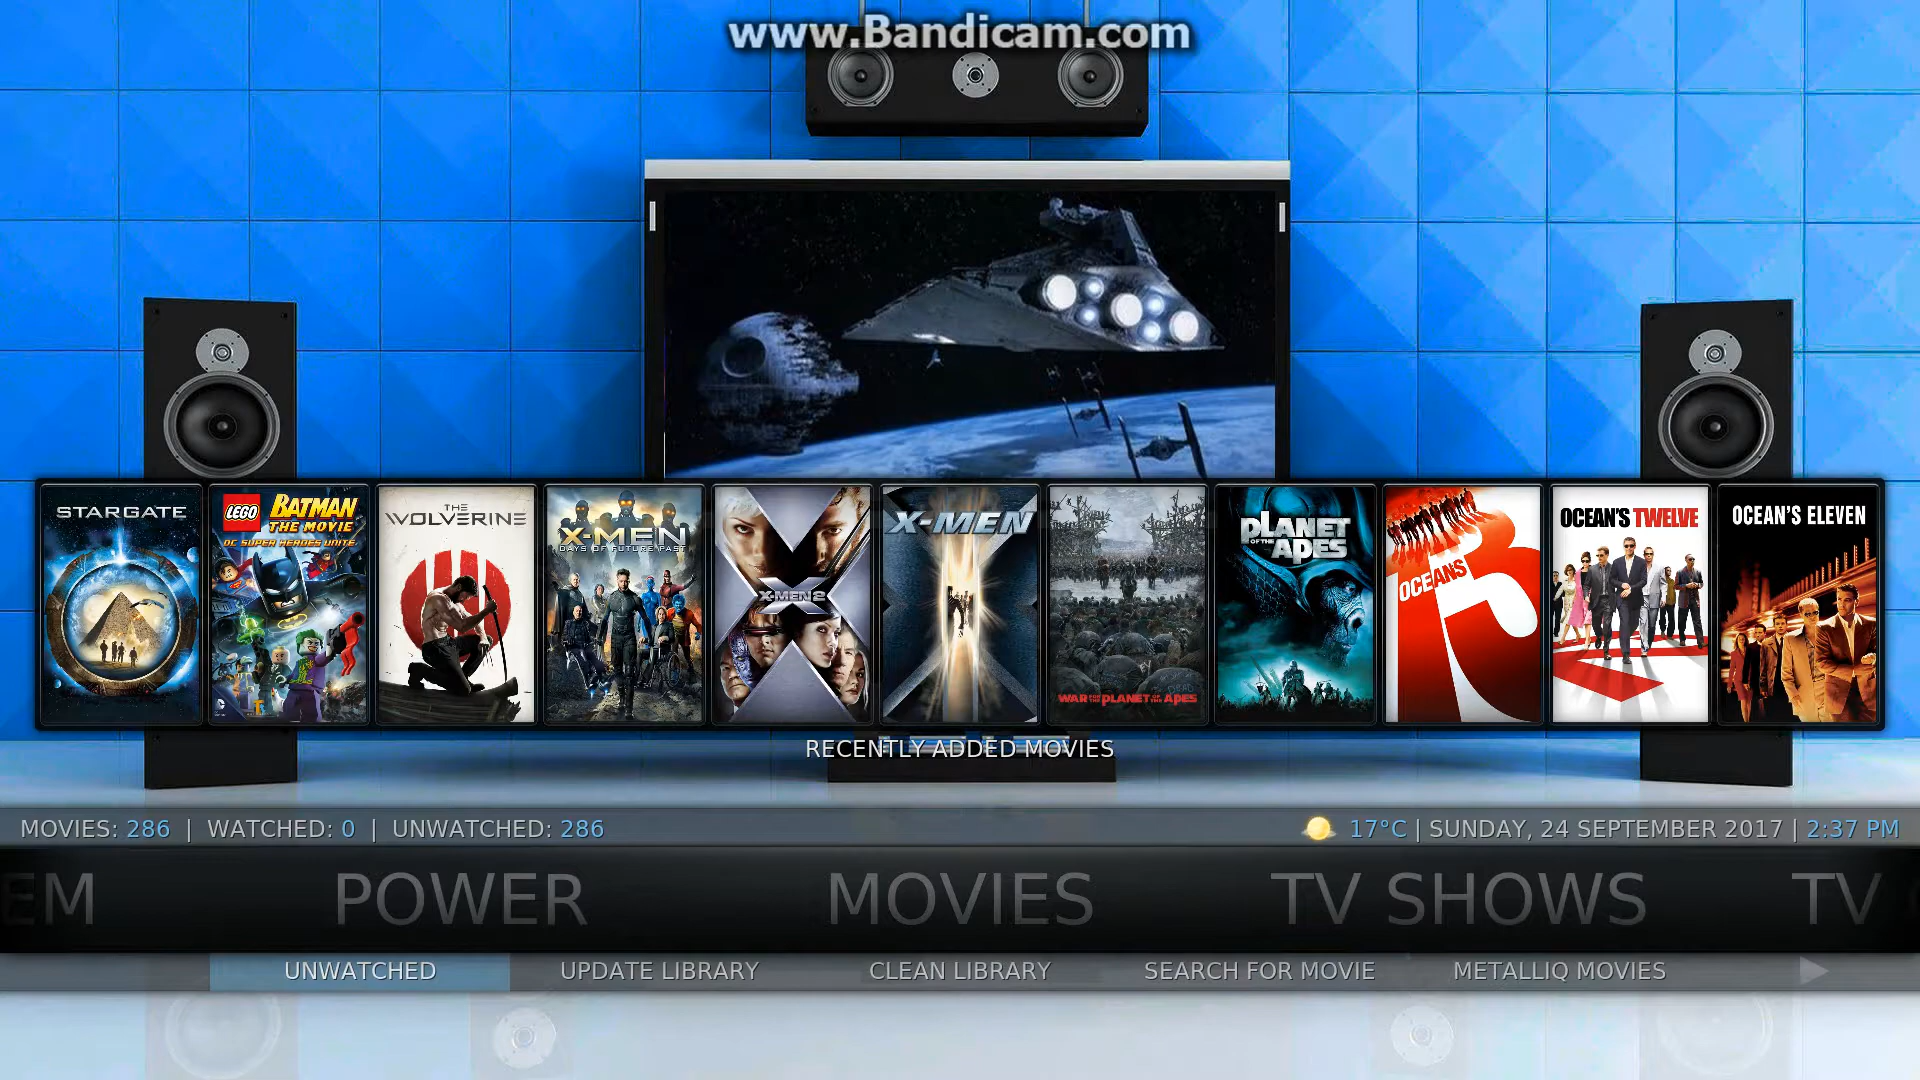 www.Bandicam.com
STARGATE
LEGO BATMAN
THE MOVIE
DC SUPER HEROES UNITE
THE
WOLVERINE
X-MEN
DAYS OF FUTURE PAST
X-MEN 2
X-MEN
WAR FOR THE PLANET OF THE APES
PLANET
OF THE APES
OCEAN'S
13
OCEAN'S TWELVE
OCEAN'S ELEVEN
RECENTLY ADDED MOVIES
MOVIES: 286 | WATCHED: 0 | UNWATCHED: 286
17°C | SUNDAY, 24 SEPTEMBER 2017 | 2:37 PM
EM POWER MOVIES TV SHOWS TV
UNWATCHED UPDATE LIBRARY CLEAN LIBRARY SEARCH FOR MOVIE METALLIQ MOVIES